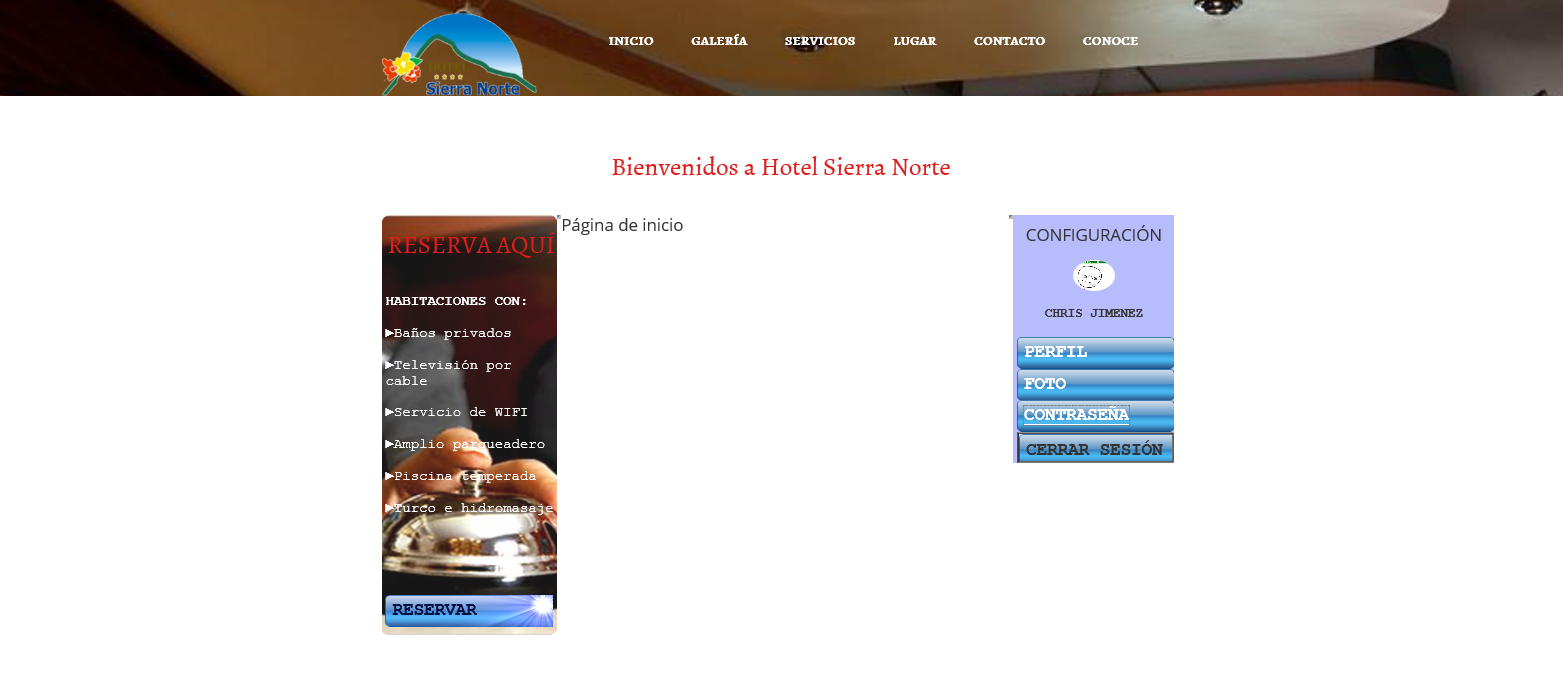 INICIO GALERÍA SERVICIOS LUGAR CONTACTO CONOCE
HOTEL
Sierra Norte
Bienvenidos a Hotel Sierra Norte
RESERVA AQUÍ
HABITACIONES CON:
►Baños privados
►Televisión por
cable
►Servicio de WIFI
►Amplio parqueadero
►Piscina temperada
►Turco e hidromasaje
RESERVAR
Página de inicio
CONFIGURACIÓN
CHRIS JIMENEZ
PERFIL
FOTO
CONTRASEÑA
CERRAR SESIÓN